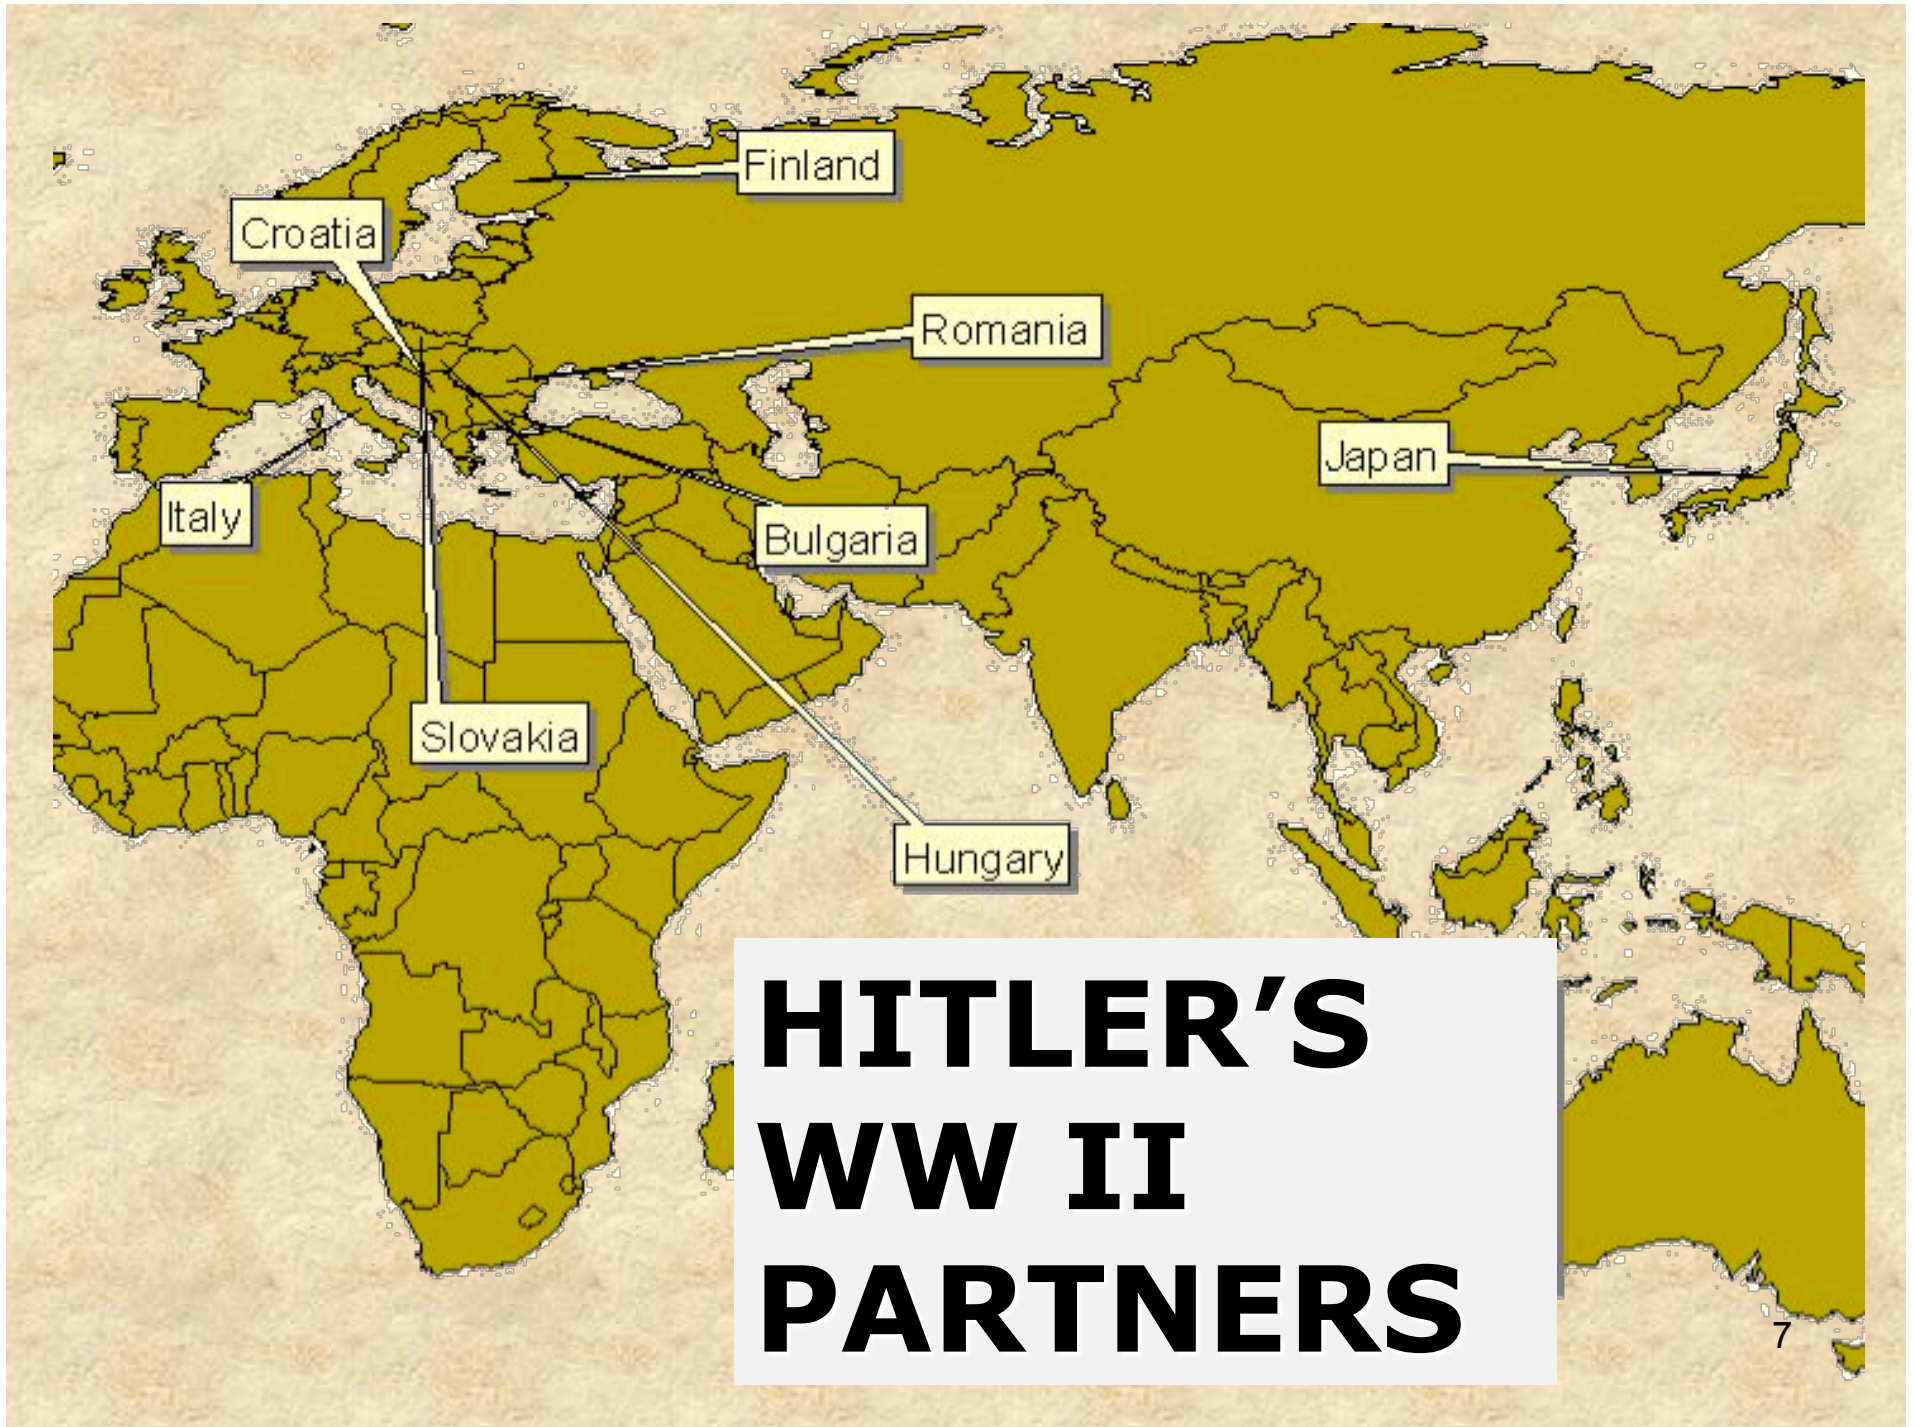 Finland
Croatia
Romania
Japan
Italy
Bulgaria
Slovakia
Hungary
HITLER’S
WW II
PARTNERS
7